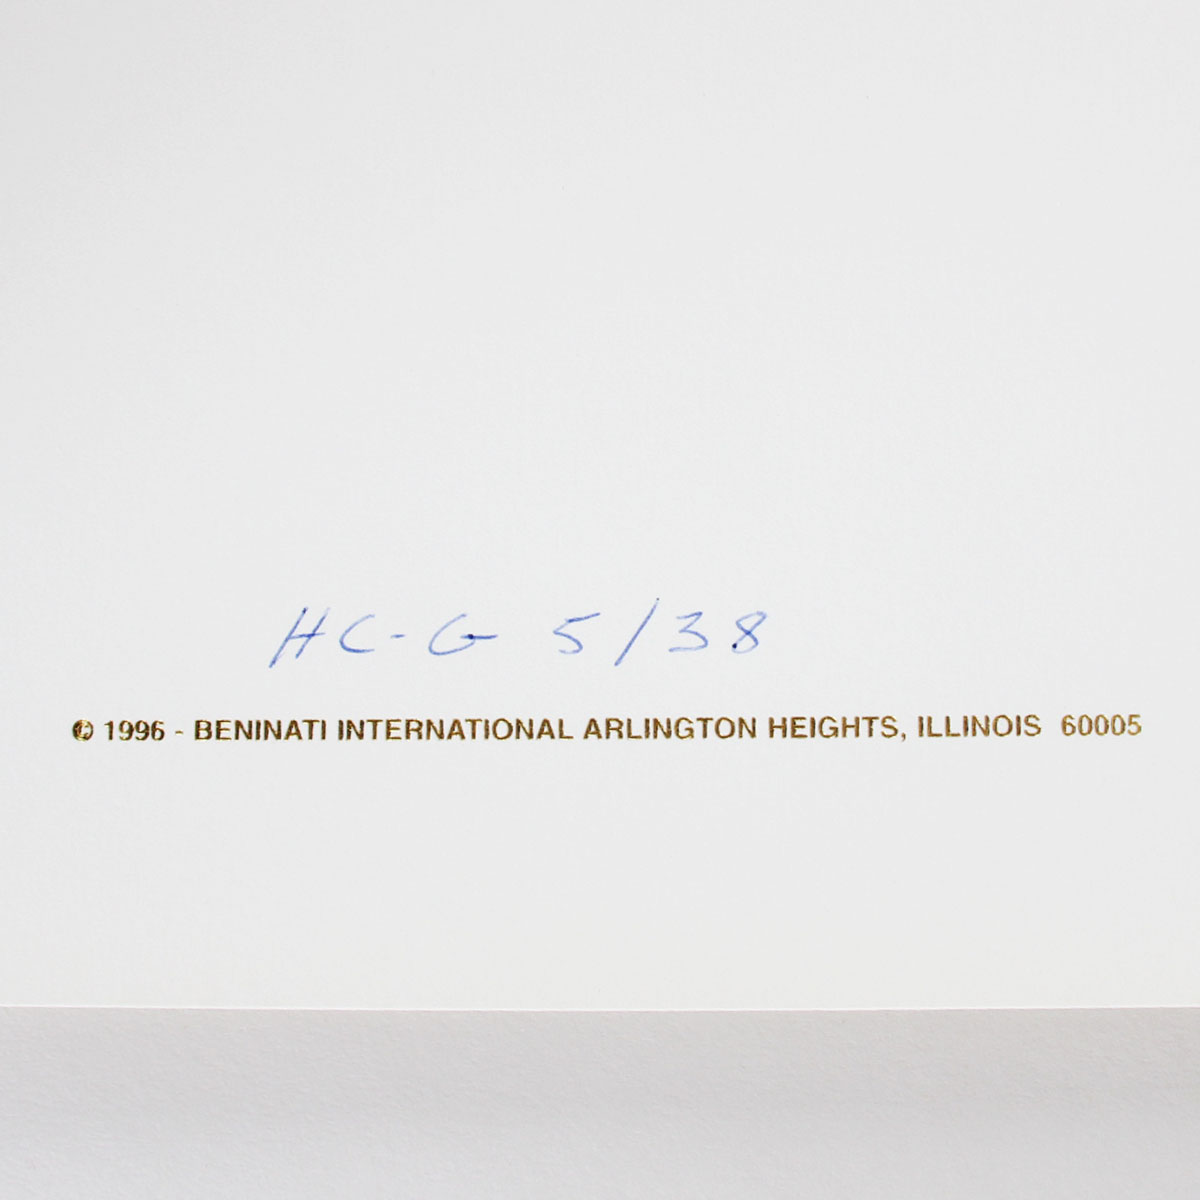 HC-G 5/38
© 1996 - BENINATI INTERNATIONAL ARLINGTON HEIGHTS, ILLINOIS 60005